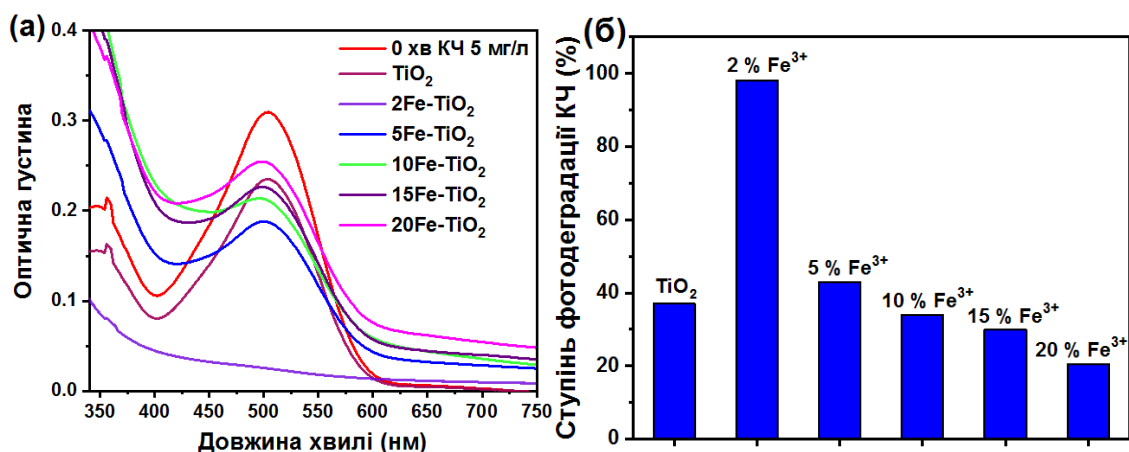 (а)
Оптична густина
0.4
0.3
0.2
0.1
0.0
350 400 450 500 550 600 650 700 750
Довжина хвилі (нм)
0 хв КЧ 5 мг/л
TiO₂
2Fe-TiO₂
5Fe-TiO₂
10Fe-TiO₂
15Fe-TiO₂
20Fe-TiO₂
(б)
Ступінь фотодеградації КЧ (%)
100
80
60
40
20
0
TiO₂
2 % Fe³⁺
5 % Fe³⁺
10 % Fe³⁺
15 % Fe³⁺
20 % Fe³⁺